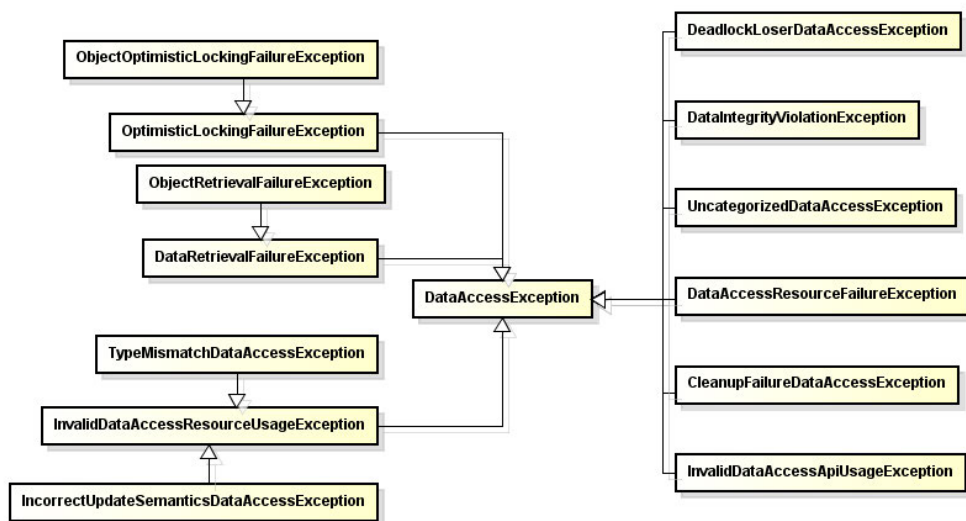 ObjectOptimisticLockingFailureException
OptimisticLockingFailureException
ObjectRetrievalFailureException
DataRetrievalFailureException
DataAccessException
TypeMismatchDataAccessException
InvalidDataAccessResourceUsageException
IncorrectUpdateSemanticsDataAccessException
DeadlockLoserDataAccessException
DataIntegrityViolationException
UncategorizedDataAccessException
DataAccessResourceFailureException
CleanupFailureDataAccessException
InvalidDataAccessApiUsageException